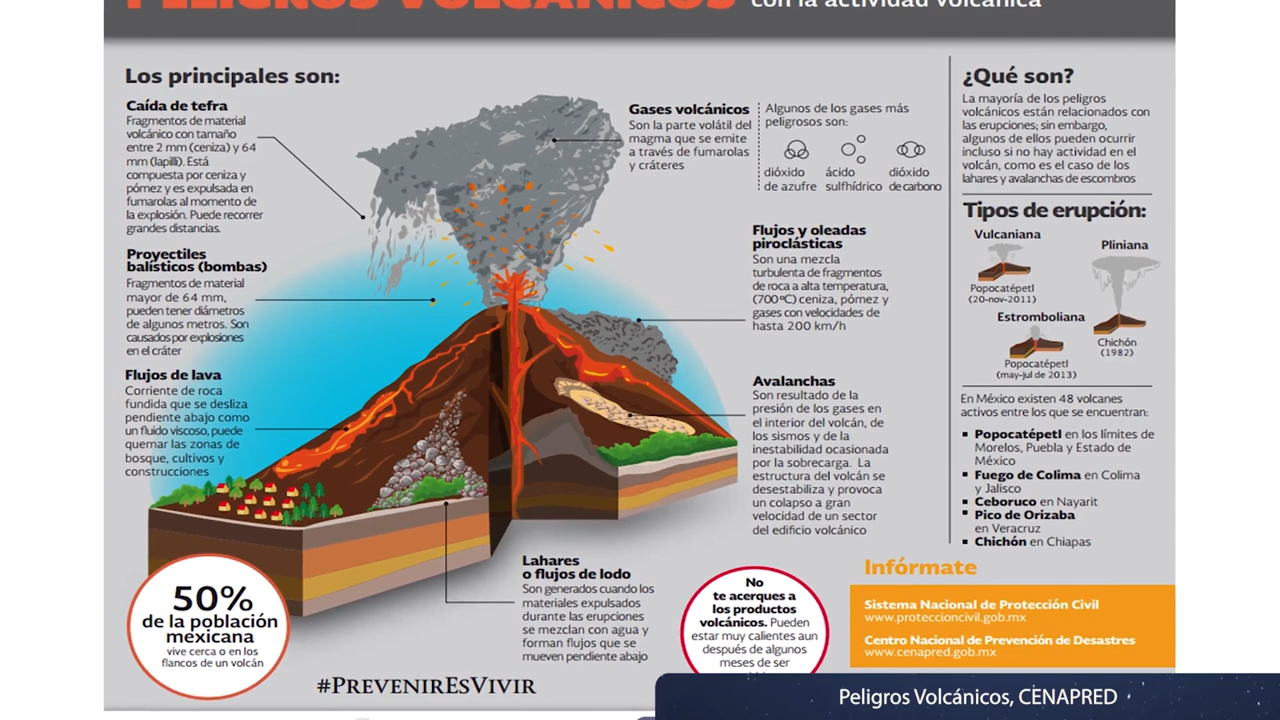 PELIGROS VOLCÁNICOS con la actividad volcánica
Los principales son:
Caída de tefra
Fragmentos de material
volcánico con tamaño
entre 2 mm (ceniza) y 64
mm (lapilli). Está
compuesta por ceniza y
pómez y es expulsada en
fumarolas al momento de
la explosión. Puede recorrer
grandes distancias.
Proyectiles
balísticos (bombas)
Fragmentos de material
mayor de 64 mm,
pueden tener diámetros
de algunos metros. Son
causados por explosiones
en el cráter
Flujos de lava
Corriente de roca
fundida que se desliza
pendiente abajo como
un fluido viscoso, puede
quemar las zonas de
bosque, cultivos y
construcciones
50%
de la población
mexicana
vive cerca o en los
flancos de un volcán
Gases volcánicos
Son la parte volátil del
magma que se emite
a través de fumarolas
y cráteres
Algunos de los gases más
peligrosos son:
dióxido
de azufre
ácido
sulfhídrico
dióxido
de carbono
Flujos y oleadas
piroclásticas
Son una mezcla
turbulenta de fragmentos
de roca a alta temperatura,
(700ºC) ceniza, pómez y
gases con velocidades de
hasta 200 km/h
Avalanchas
Son resultado de la
presión de los gases en
el interior del volcán, de
los sismos y de la
inestabilidad ocasionada
por la sobrecarga. La
estructura del volcán se
desestabiliza y provoca
un colapso a gran
velocidad de un sector
del edificio volcánico
Lahares
o flujos de lodo
Son generados cuando los
materiales expulsados
durante las erupciones
se mezclan con agua y
forman flujos que se
mueven pendiente abajo
No
te acerques a
los productos
volcánicos. Pueden
estar muy calientes aun
después de algunos
meses de ser
#PREVENIRESVIVIR
¿Qué son?
La mayoría de los peligros
volcánicos están relacionados con
las erupciones; sin embargo,
algunos de ellos pueden ocurrir
incluso si no hay actividad en el
volcán, como es el caso de los
lahares y avalanchas de escombros
Tipos de erupción:
Vulcaniana
Popocatépetl
(20-nov-2011)
Pliniana
Chichón
(1982)
Estromboliana
Popocatépetl
(may-jul de 2013)
En México existen 48 volcanes
activos entre los que se encuentran:
▪ Popocatépetl en los límites de
Morelos, Puebla y Estado de
México
▪ Fuego de Colima en Colima
y Jalisco
▪ Ceboruco en Nayarit
▪ Pico de Orizaba
en Veracruz
▪ Chichón en Chiapas
Infórmate
Sistema Nacional de Protección Civil
www.proteccioncivil.gob.mx
Centro Nacional de Prevención de Desastres
www.cenapred.gob.mx
Peligros Volcánicos, CENAPRED